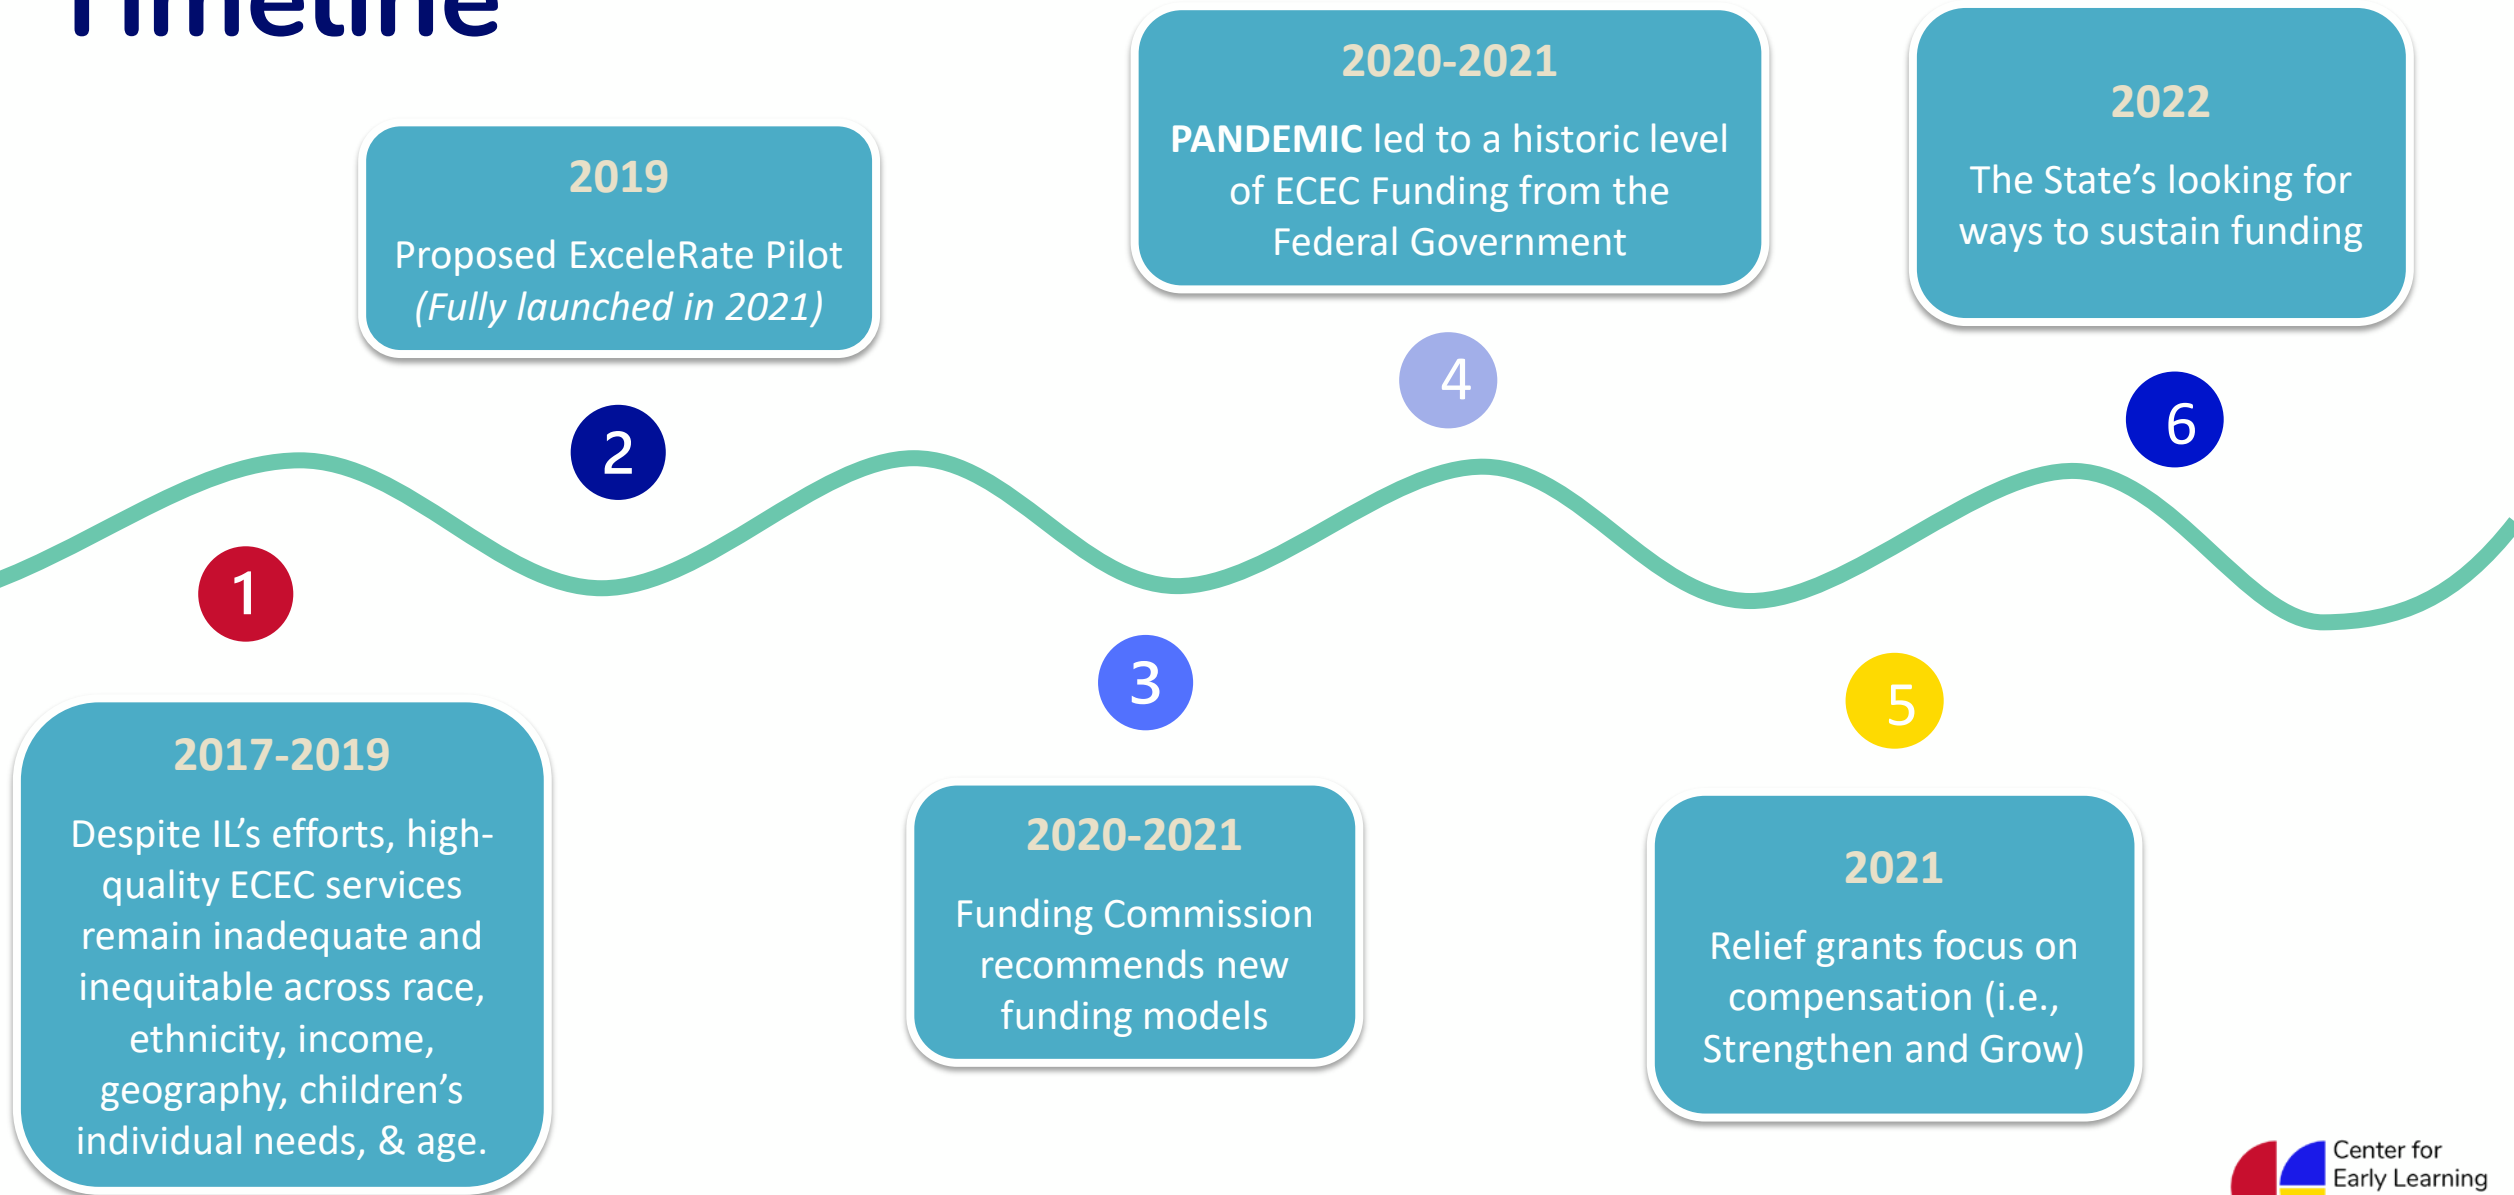 Timeline
1
2017-2019
Despite IL's efforts, high-
quality ECEC services
remain inadequate and
inequitable across race,
ethnicity, income,
geography, children's
individual needs, & age.
2019
Proposed ExceleRate Pilot
(Fully launched in 2021)
2
3
2020-2021
Funding Commission
recommends new
funding models
2020-2021
PANDEMIC led to a historic level
of ECEC Funding from the
Federal Government
4
5
2021
Relief grants focus on
compensation (i.e.,
Strengthen and Grow)
2022
The State's looking for
ways to sustain funding
6
Center for
Early Learning